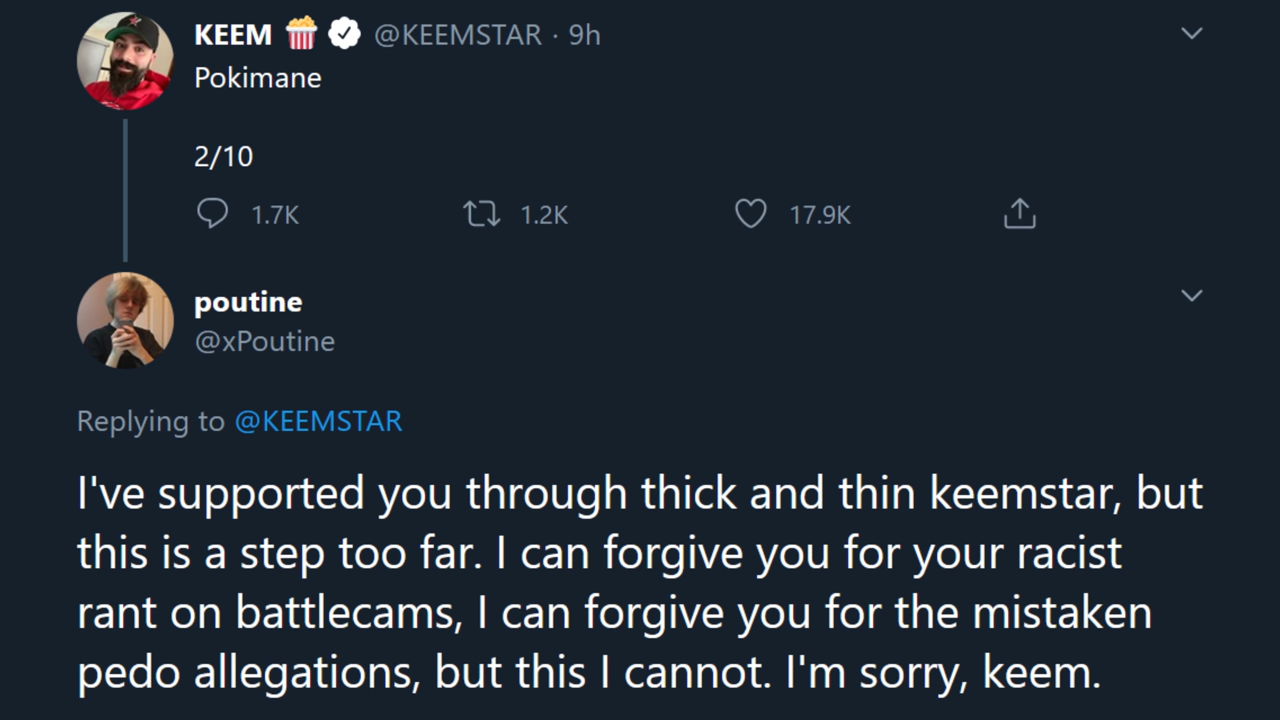 KEEM 🍿 @KEEMSTAR · 9h
Pokimane
2/10
1.7K 1.2K 17.9K
poutine
@xPoutine
Replying to @KEEMSTAR
I've supported you through thick and thin keemstar, but
this is a step too far. I can forgive you for your racist
rant on battlecams, I can forgive you for the mistaken
pedo allegations, but this I cannot. I'm sorry, keem.